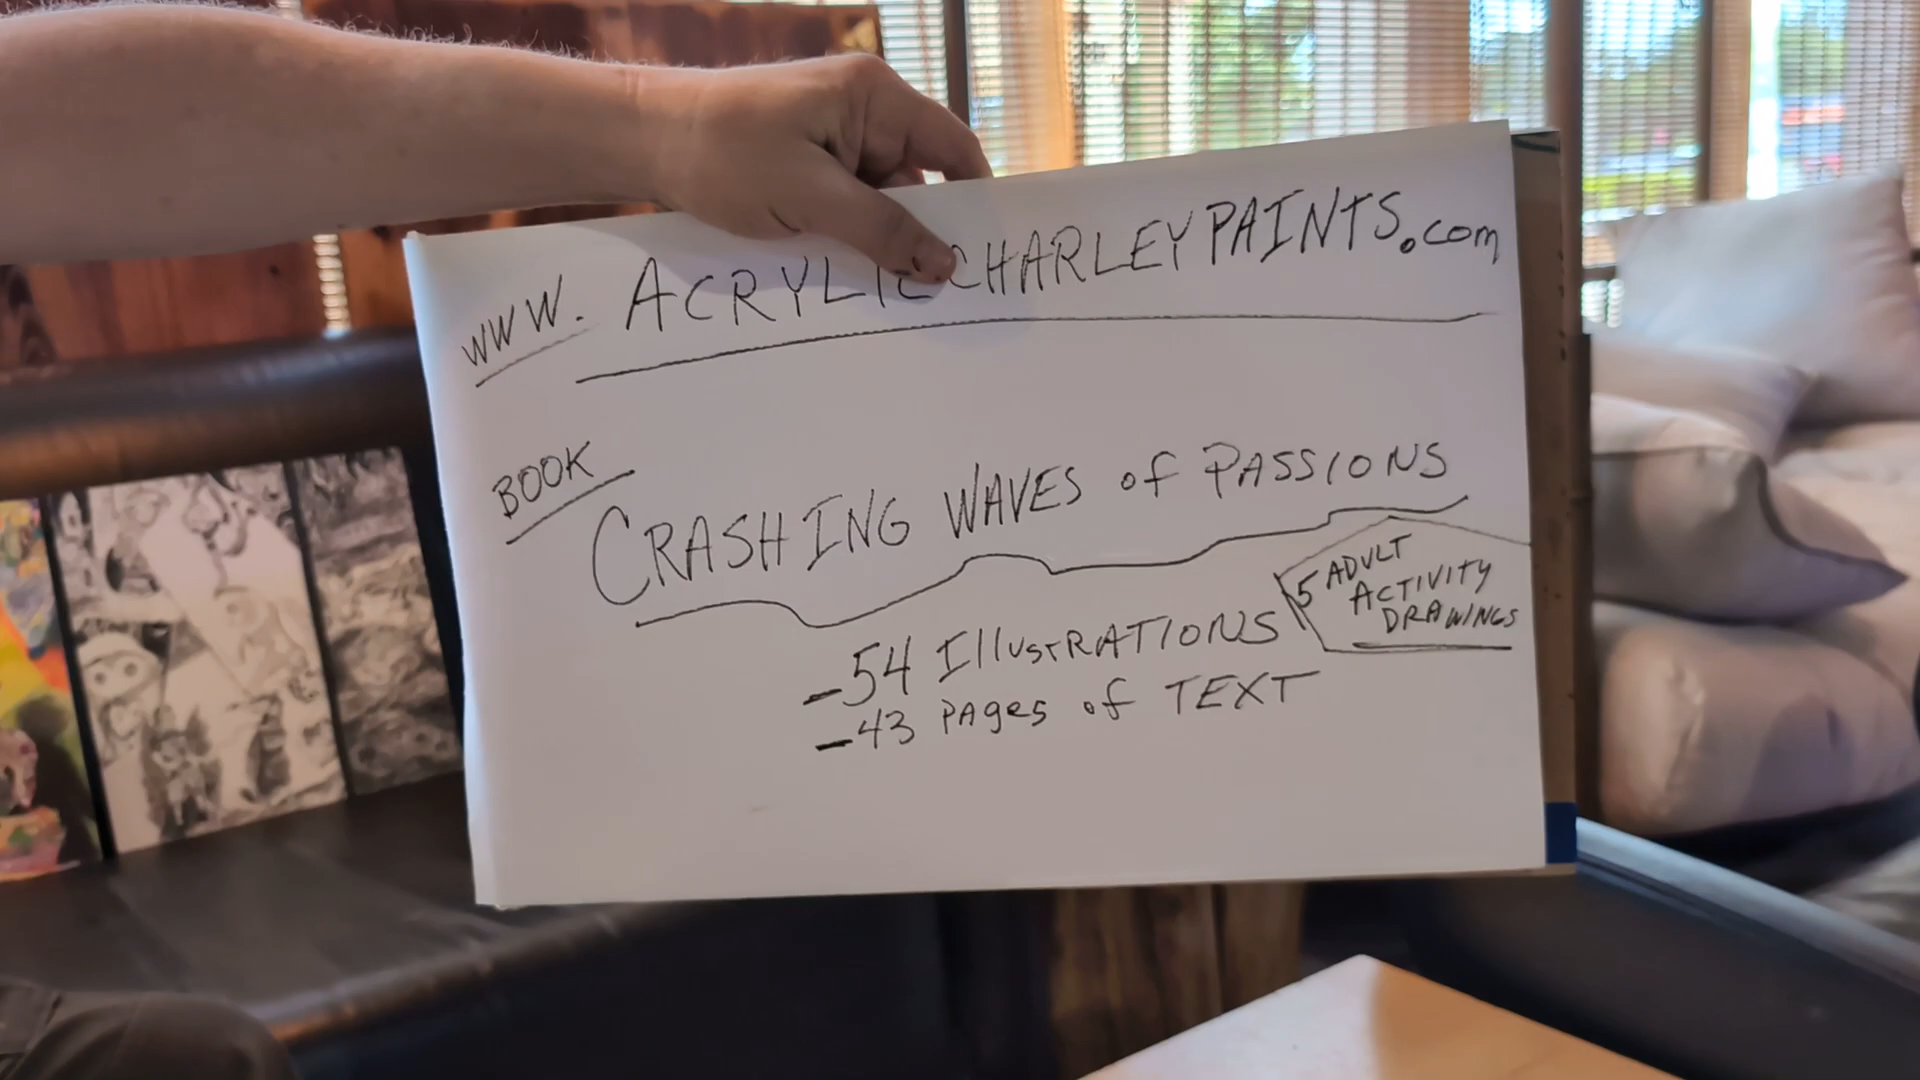 www. ACRYLICCHARLEYPAINTS.com
BOOK
CRASHING WAVES of PASSIONS
-54 IllusTRATIONS
5 ADULT
ACTIVITY
DRAWINGS
-43 PAges of TEXT